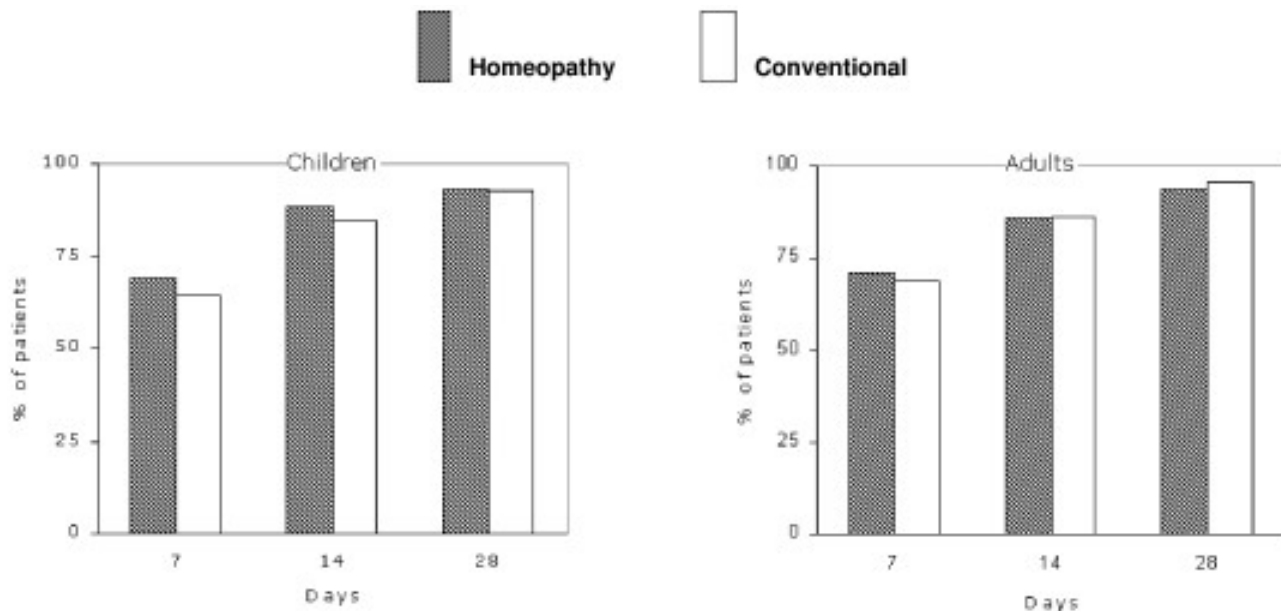 Homeopathy
Conventional
Children
100
75
50
25
0
% of patients
7
14
28
Days
Adults
100
75
50
25
0
% of patients
7
14
28
Days